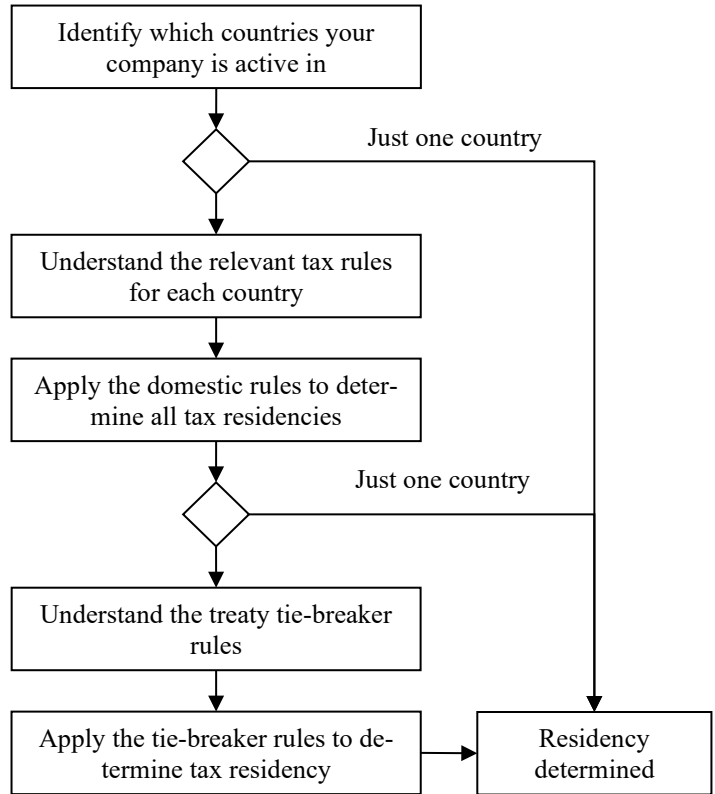 Identify which countries your
company is active in
Just one country
Understand the relevant tax rules
for each country
Apply the domestic rules to deter-
mine all tax residencies
Just one country
Understand the treaty tie-breaker
rules
Apply the tie-breaker rules to de-
termine tax residency
Residency
determined